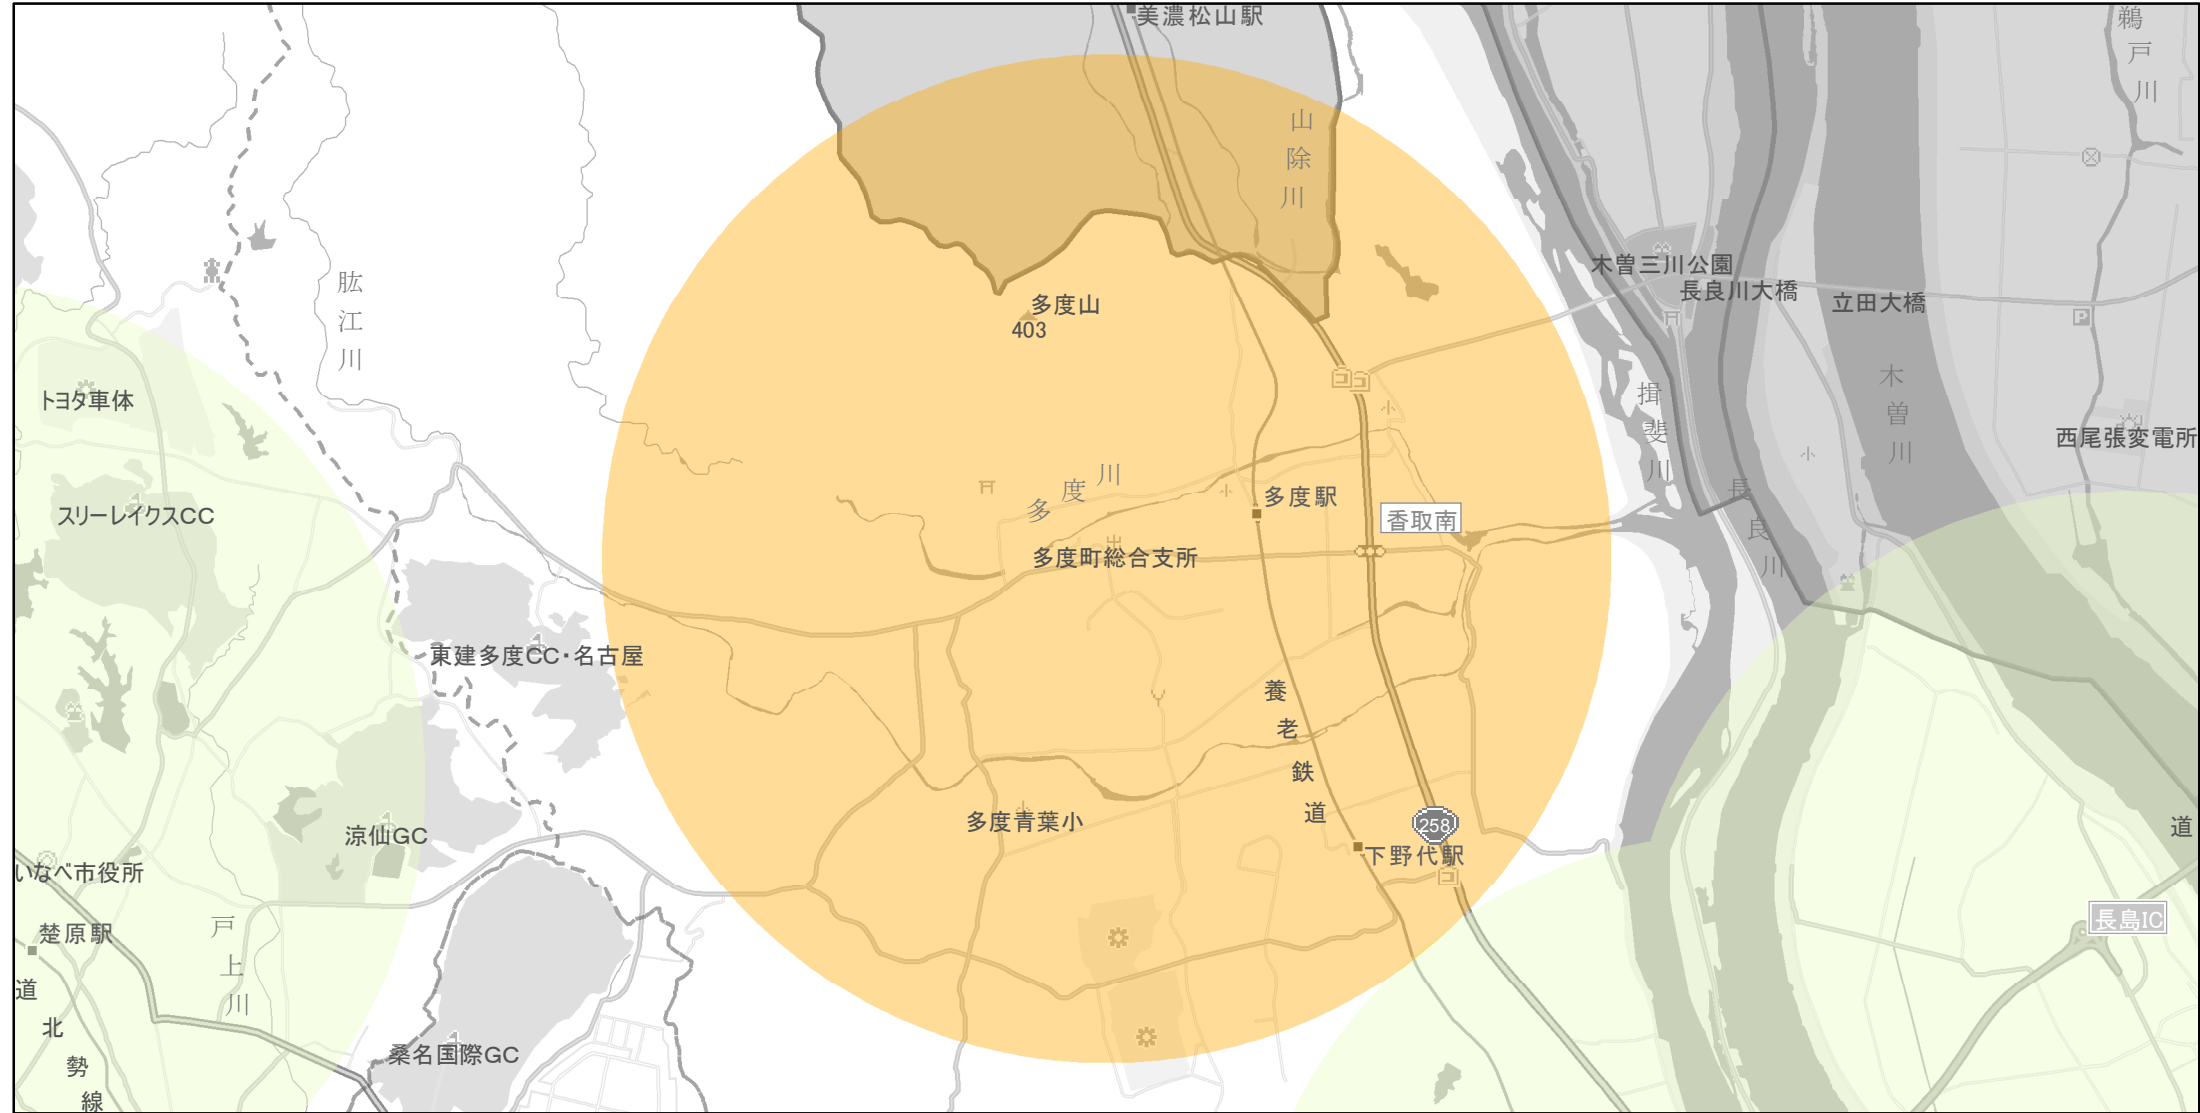 美濃松山駅
鵜戸川
山除川
肱江川
木曽三川公園
長良川大橋
立田大橋
多度山
403
トヨタ車体
木曽川
揖斐川
西尾張変電所
多度川
多度駅
長良川
香取南
スリーレイクスCC
多度町総合支所
小
小
小
出
東建多度CC・名古屋
養老鉄道
258
多度青葉小
小
道
涼仙GC
下野代駅
いなべ市役所
戸上川
楚原駅
長島IC
道
北勢線
桑名国際GC
P